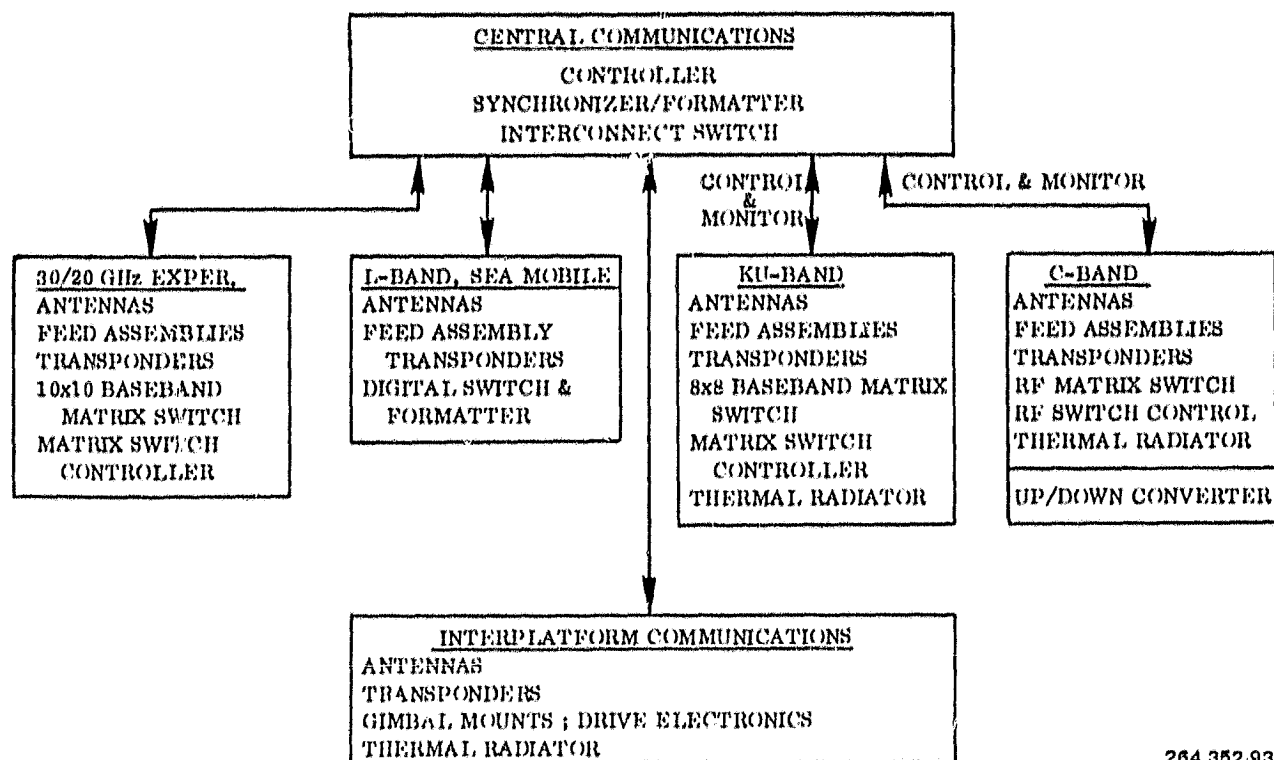 CENTRAL COMMUNICATIONS
CONTROLLER
SYNCHRONIZER/FORMATTER
INTERCONNECT SWITCH
CONTROL
&
MONITOR
CONTROL & MONITOR
30/20 GHz EXPER.
ANTENNAS
FEED ASSEMBLIES
TRANSPONDERS
10x10 BASEBAND
MATRIX SWITCH
MATRIX SWITCH
CONTROLLER
L-BAND, SEA MOBILE
ANTENNAS
FEED ASSEMBLY
TRANSPONDERS
DIGITAL SWITCH &
FORMATTER
KU-BAND
ANTENNAS
FEED ASSEMBLIES
TRANSPONDERS
8x8 BASEBAND MATRIX
SWITCH
MATRIX SWITCH
CONTROLLER
THERMAL RADIATOR
C-BAND
ANTENNAS
FEED ASSEMBLIES
TRANSPONDERS
RF MATRIX SWITCH
RF SWITCH CONTROL
THERMAL RADIATOR
UP/DOWN CONVERTER
INTERPLATFORM COMMUNICATIONS
ANTENNAS
TRANSPONDERS
GIMBAL MOUNTS ; DRIVE ELECTRONICS
THERMAL RADIATOR
264.352-93